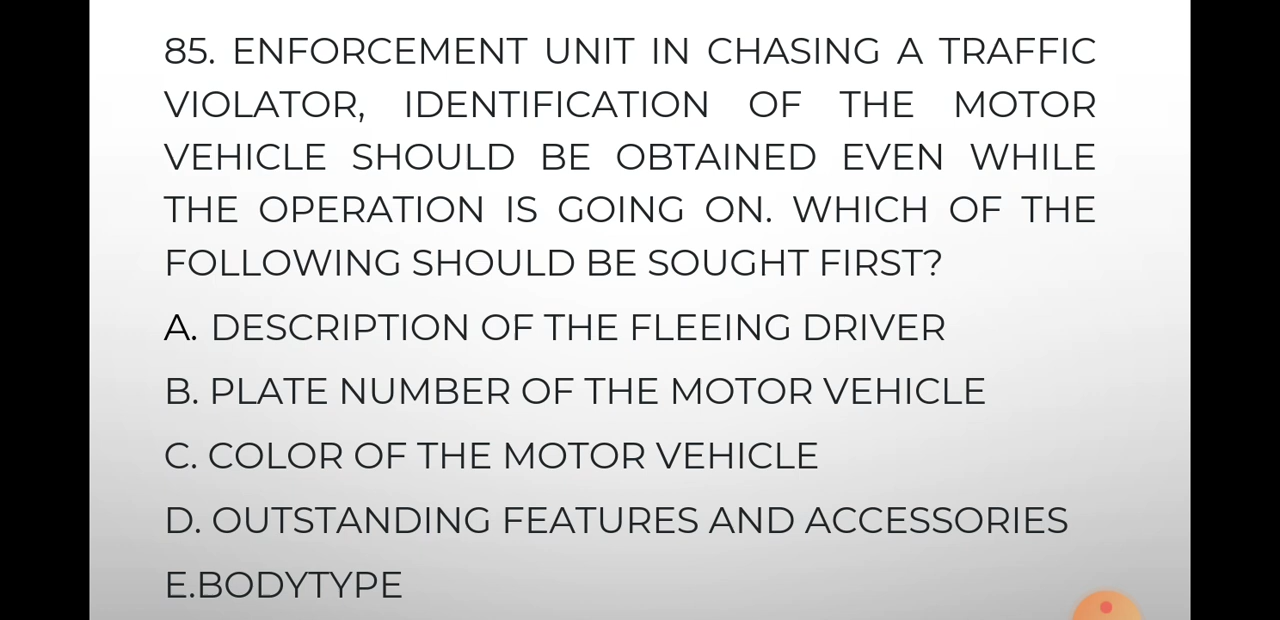 85. ENFORCEMENT UNIT IN CHASING A TRAFFIC
VIOLATOR, IDENTIFICATION OF THE MOTOR
VEHICLE SHOULD BE OBTAINED EVEN WHILE
THE OPERATION IS GOING ON. WHICH OF THE
FOLLOWING SHOULD BE SOUGHT FIRST?
A. DESCRIPTION OF THE FLEEING DRIVER
B. PLATE NUMBER OF THE MOTOR VEHICLE
C. COLOR OF THE MOTOR VEHICLE
D. OUTSTANDING FEATURES AND ACCESSORIES
E.BODYTYPE